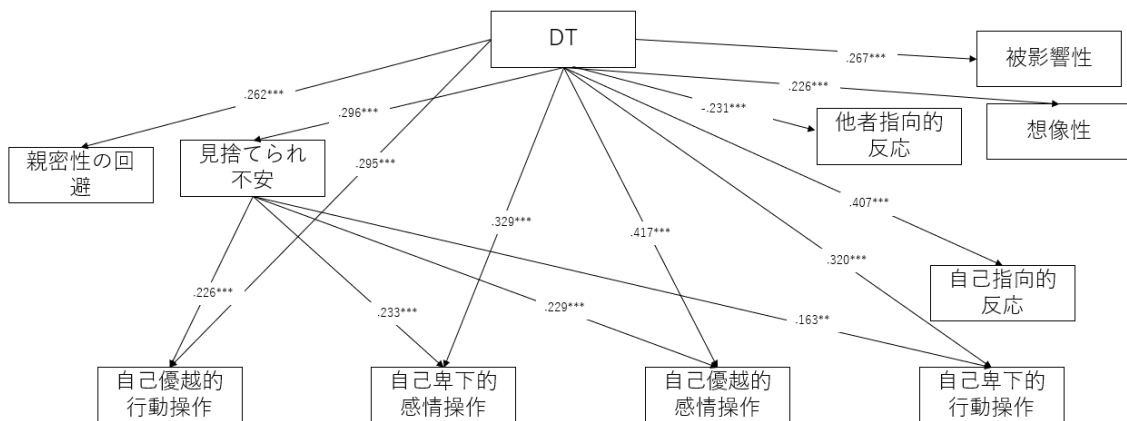 DT
.267***
被影響性
.262***
.226***
.296***
-.231***
他者指向的
反応
想像性
親密性の回
避
見捨てられ
不安
.295***
.407***
.329***
.417***
.320***
自己指向的
反応
.226***
.233***
.229***
.163**
自己優越的
行動操作
自己卑下的
感情操作
自己優越的
感情操作
自己卑下的
行動操作